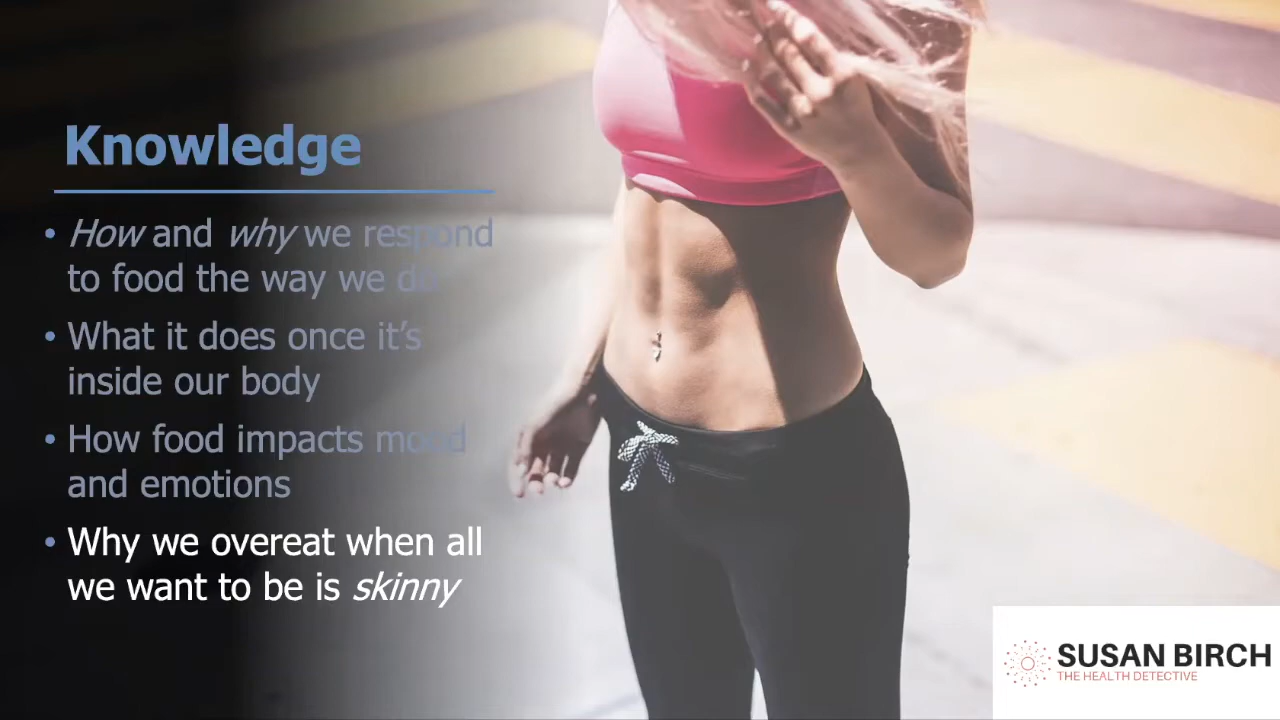 Knowledge
• How and why we respond
to food the way we do
• What it does once it's
inside our body
• How food impacts mood
and emotions
• Why we overeat when all
we want to be is skinny
SUSAN BIRCH
THE HEALTH DETECTIVE